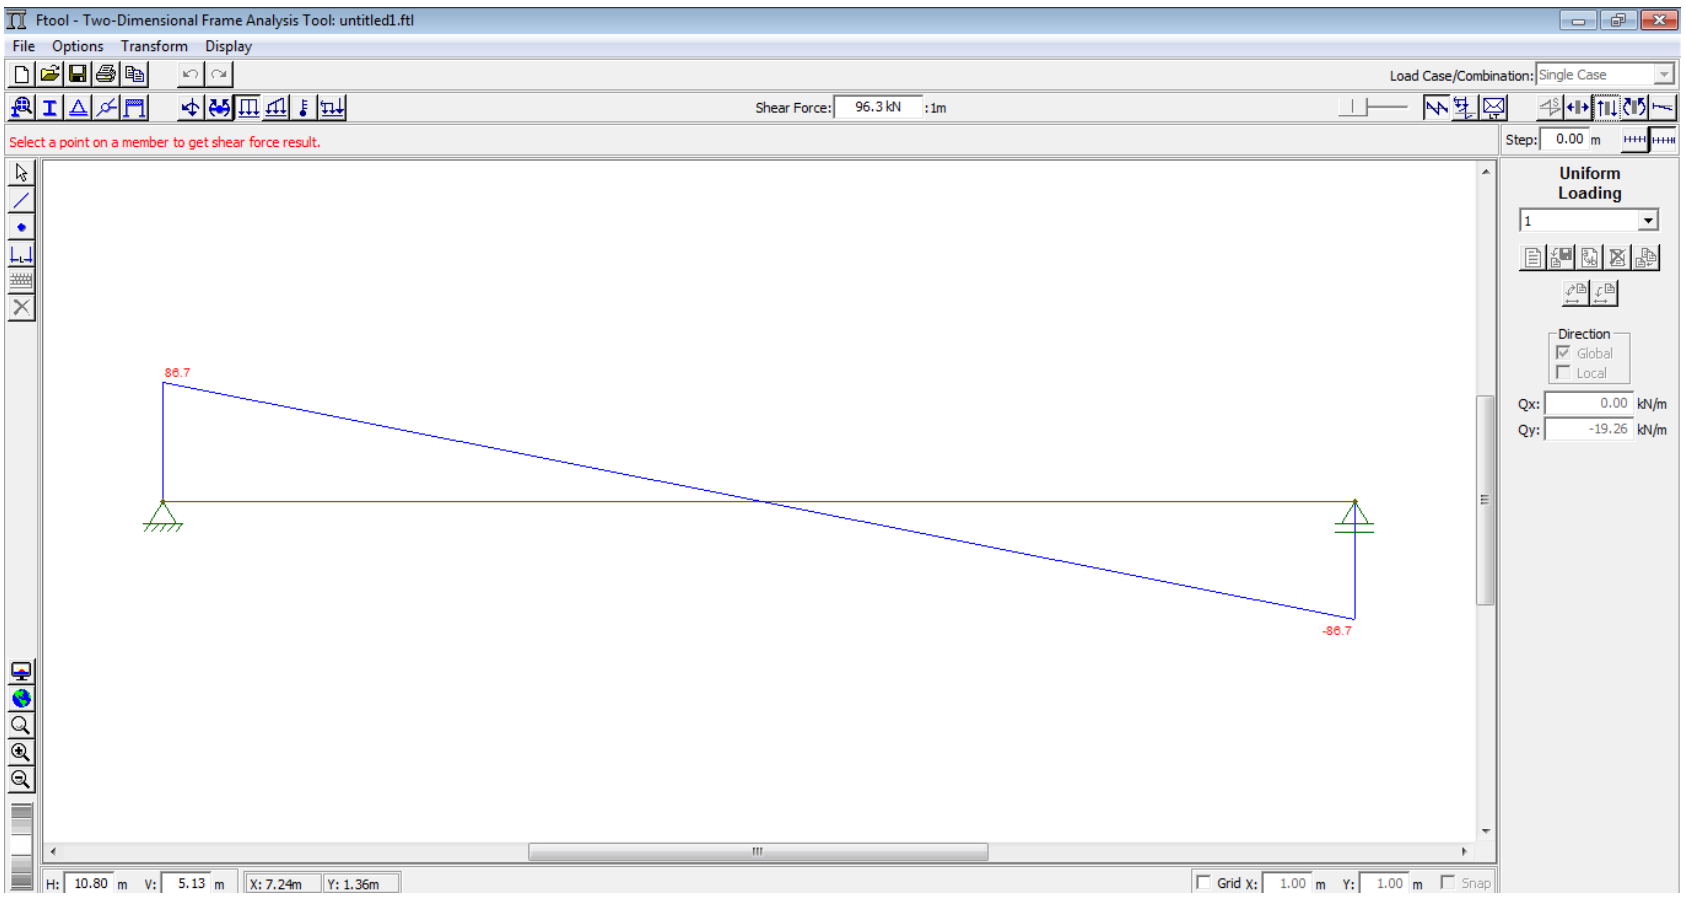 Ftool - Two-Dimensional Frame Analysis Tool: untitled1.ftl
File Options Transform Display
Load Case/Combination: Single Case
Shear Force: 96.3 kN :1m
Select a point on a member to get shear force result.
Step: 0.00 m
Uniform
Loading
1
Direction
Global
Local
Qx: 0.00 kN/m
Qy: -19.26 kN/m
86.7
-86.7
H: 10.80 m V: 5.13 m X: 7.24m Y: 1.36m Grid X: 1.00 m Y: 1.00 m Snap